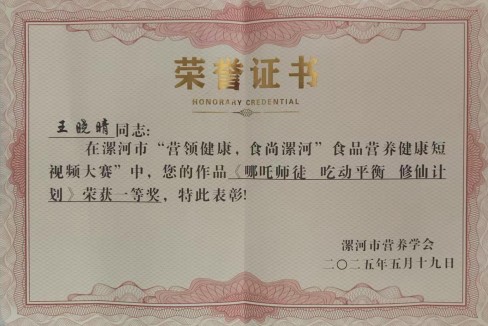 荣誉证书
HONORARY CREDENTIAL
王晓晴同志:
在漯河市“营领健康,食尚漯河”食品营养健康短
视频大赛”中,您的作品《哪吒师徒 吃动平衡 修仙计
划》荣获一等奖,特此表彰!
漯河市营养学会
二〇二五年五月十九日